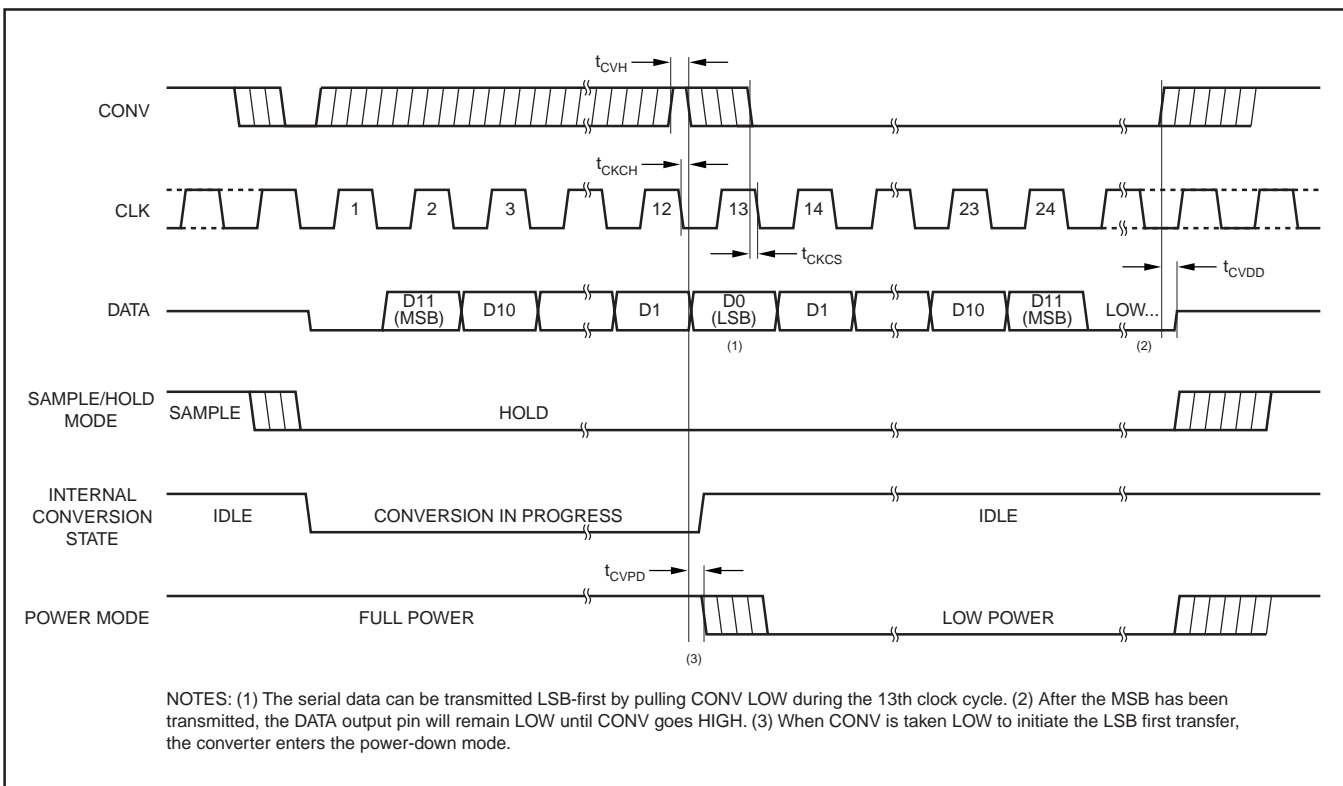 tCVH
CONV
tCKCH
CLK
1 2 3 12 13 14 23 24
tCKCS
tCVDD
DATA
D11 (MSB) D10 D1 D0 (LSB) D1 D10 D11 (MSB) LOW...
(1) (2)
SAMPLE/HOLD
MODE
SAMPLE HOLD
INTERNAL
CONVERSION
STATE
IDLE CONVERSION IN PROGRESS IDLE
tCVPD
POWER MODE
FULL POWER LOW POWER
(3)
NOTES: (1) The serial data can be transmitted LSB-first by pulling CONV LOW during the 13th clock cycle. (2) After the MSB has been
transmitted, the DATA output pin will remain LOW until CONV goes HIGH. (3) When CONV is taken LOW to initiate the LSB first transfer,
the converter enters the power-down mode.